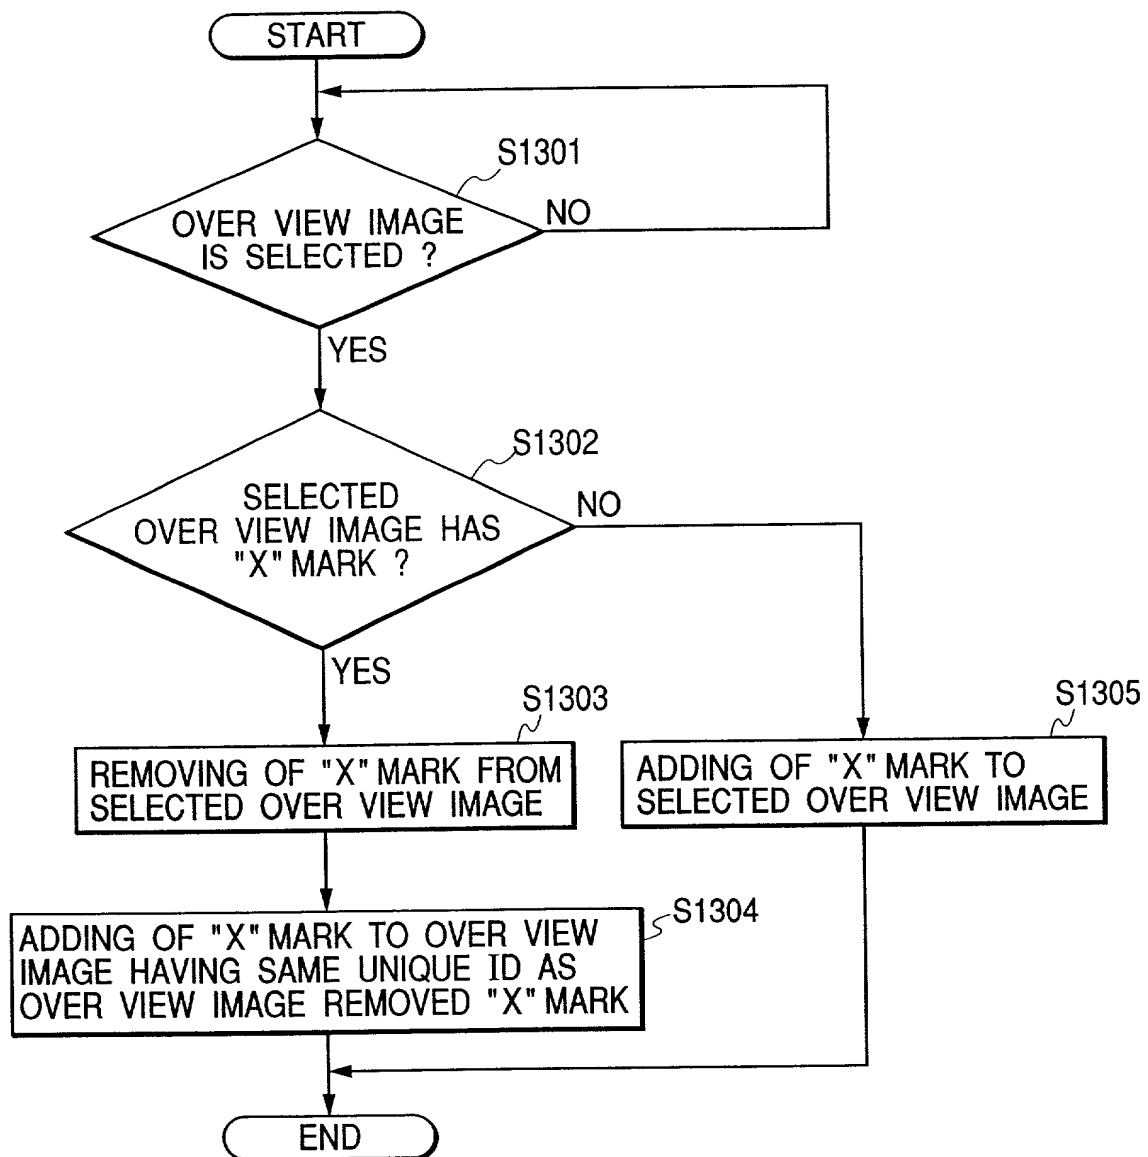 START
S1301
OVER VIEW IMAGE
IS SELECTED ?
NO
YES
S1302
SELECTED
OVER VIEW IMAGE HAS
"X" MARK ?
NO
YES
S1303
REMOVING OF "X" MARK FROM
SELECTED OVER VIEW IMAGE
S1305
ADDING OF "X" MARK TO
SELECTED OVER VIEW IMAGE
S1304
ADDING OF "X" MARK TO OVER VIEW
IMAGE HAVING SAME UNIQUE ID AS
OVER VIEW IMAGE REMOVED "X" MARK
END